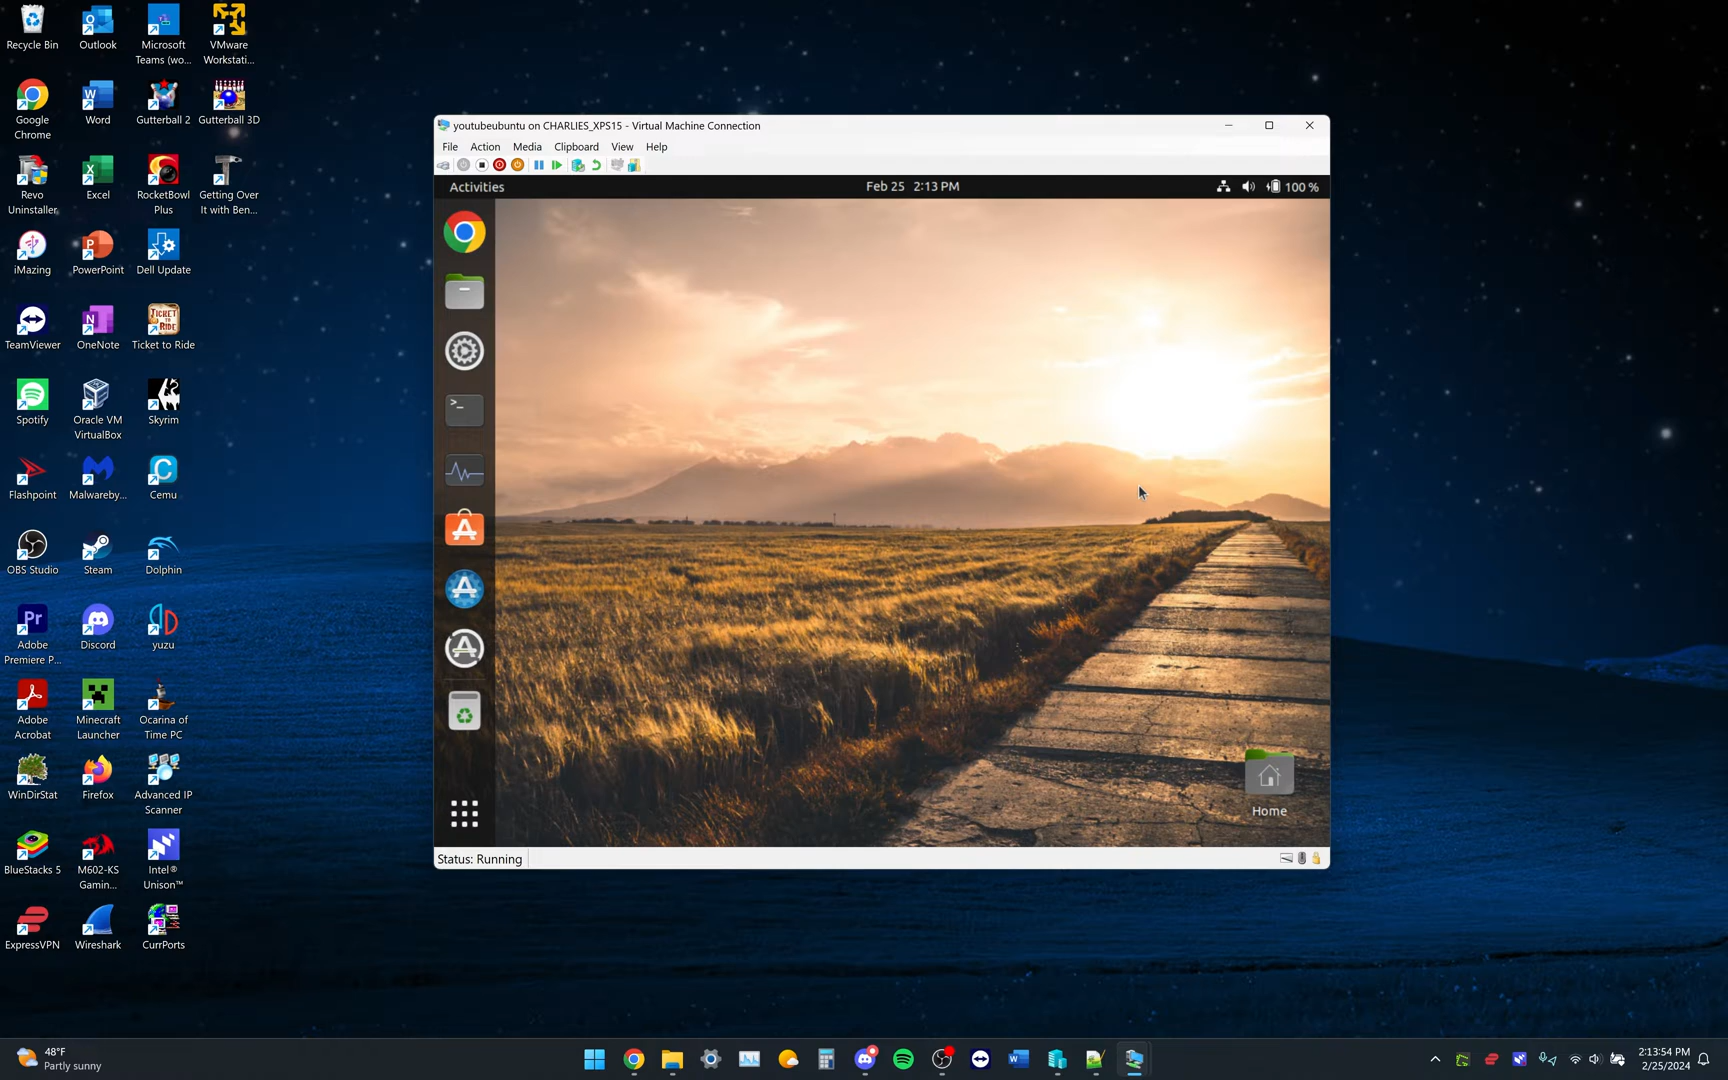 Recycle Bin
Outlook
Microsoft
Teams (wo...
VMware
Workstati...
Google
Chrome
Word
Gutterball 2
Gutterball 3D
Revo
Uninstaller
Excel
RocketBowl
Plus
Getting Over
It with Ben...
iMazing
PowerPoint
Dell Update
TeamViewer
OneNote
Ticket to Ride
Spotify
Oracle VM
VirtualBox
Skyrim
Flashpoint
Malwareby...
Cemu
OBS Studio
Steam
Dolphin
Adobe
Premiere P...
Discord
yuzu
Adobe
Acrobat
Minecraft
Launcher
Ocarina of
Time PC
WinDirStat
Firefox
Advanced IP
Scanner
BlueStacks 5
M602-KS
Gamin...
Intel®
Unison™
ExpressVPN
Wireshark
CurrPorts
youtubeubuntu on CHARLIES_XPS15 - Virtual Machine Connection
File Action Media Clipboard View Help
Activities
Feb 25 2:13 PM
100 %
Home
Status: Running
48°F
Partly sunny
2:13:54 PM
2/25/2024